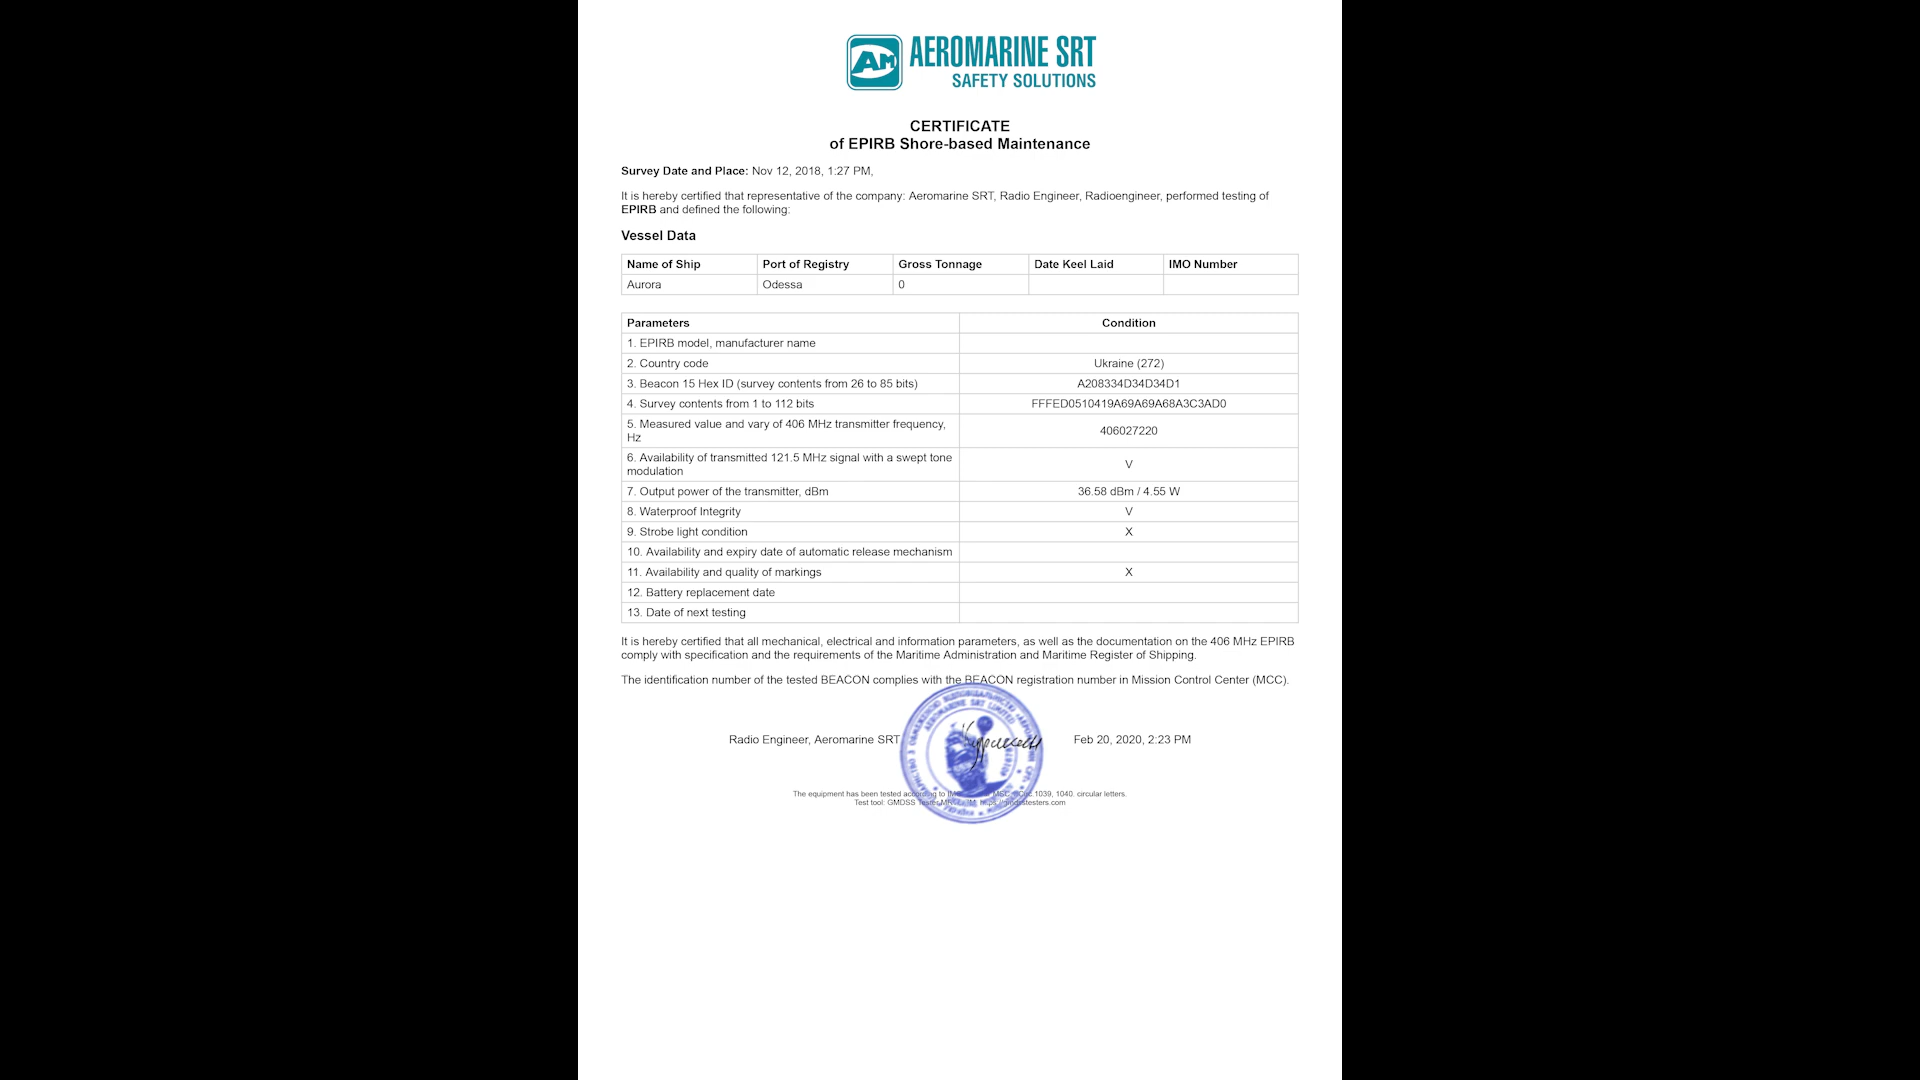 AM AEROMARINE SRT
SAFETY SOLUTIONS
CERTIFICATE
of EPIRB Shore-based Maintenance
Survey Date and Place: Nov 12, 2018, 1:27 PM,
It is hereby certified that representative of the company: Aeromarine SRT, Radio Engineer, Radioengineer, performed testing of
EPIRB and defined the following:
Vessel Data
Name of Ship Port of Registry Gross Tonnage Date Keel Laid IMO Number
Aurora Odessa 0
Parameters Condition
1. EPIRB model, manufacturer name
2. Country code Ukraine (272)
3. Beacon 15 Hex ID (survey contents from 26 to 85 bits) A208334D34D34D1
4. Survey contents from 1 to 112 bits FFFED0510419A69A69A68A3C3AD0
5. Measured value and vary of 406 MHz transmitter frequency,
Hz 406027220
6. Availability of transmitted 121.5 MHz signal with a swept tone
modulation V
7. Output power of the transmitter, dBm 36.58 dBm / 4.55 W
8. Waterproof Integrity V
9. Strobe light condition X
10. Availability and expiry date of automatic release mechanism
11. Availability and quality of markings X
12. Battery replacement date
13. Date of next testing
It is hereby certified that all mechanical, electrical and information parameters, as well as the documentation on the 406 MHz EPIRB
comply with specification and the requirements of the Maritime Administration and Maritime Register of Shipping.
The identification number of the tested BEACON complies with the BEACON registration number in Mission Control Center (MCC).
AEROMARINE SRT LIMITED
Radio Engineer, Aeromarine SRT Feb 20, 2020, 2:23 PM
The equipment has been tested according to 1039, 1040. circular letters.
Test tool: GMDSS Tester